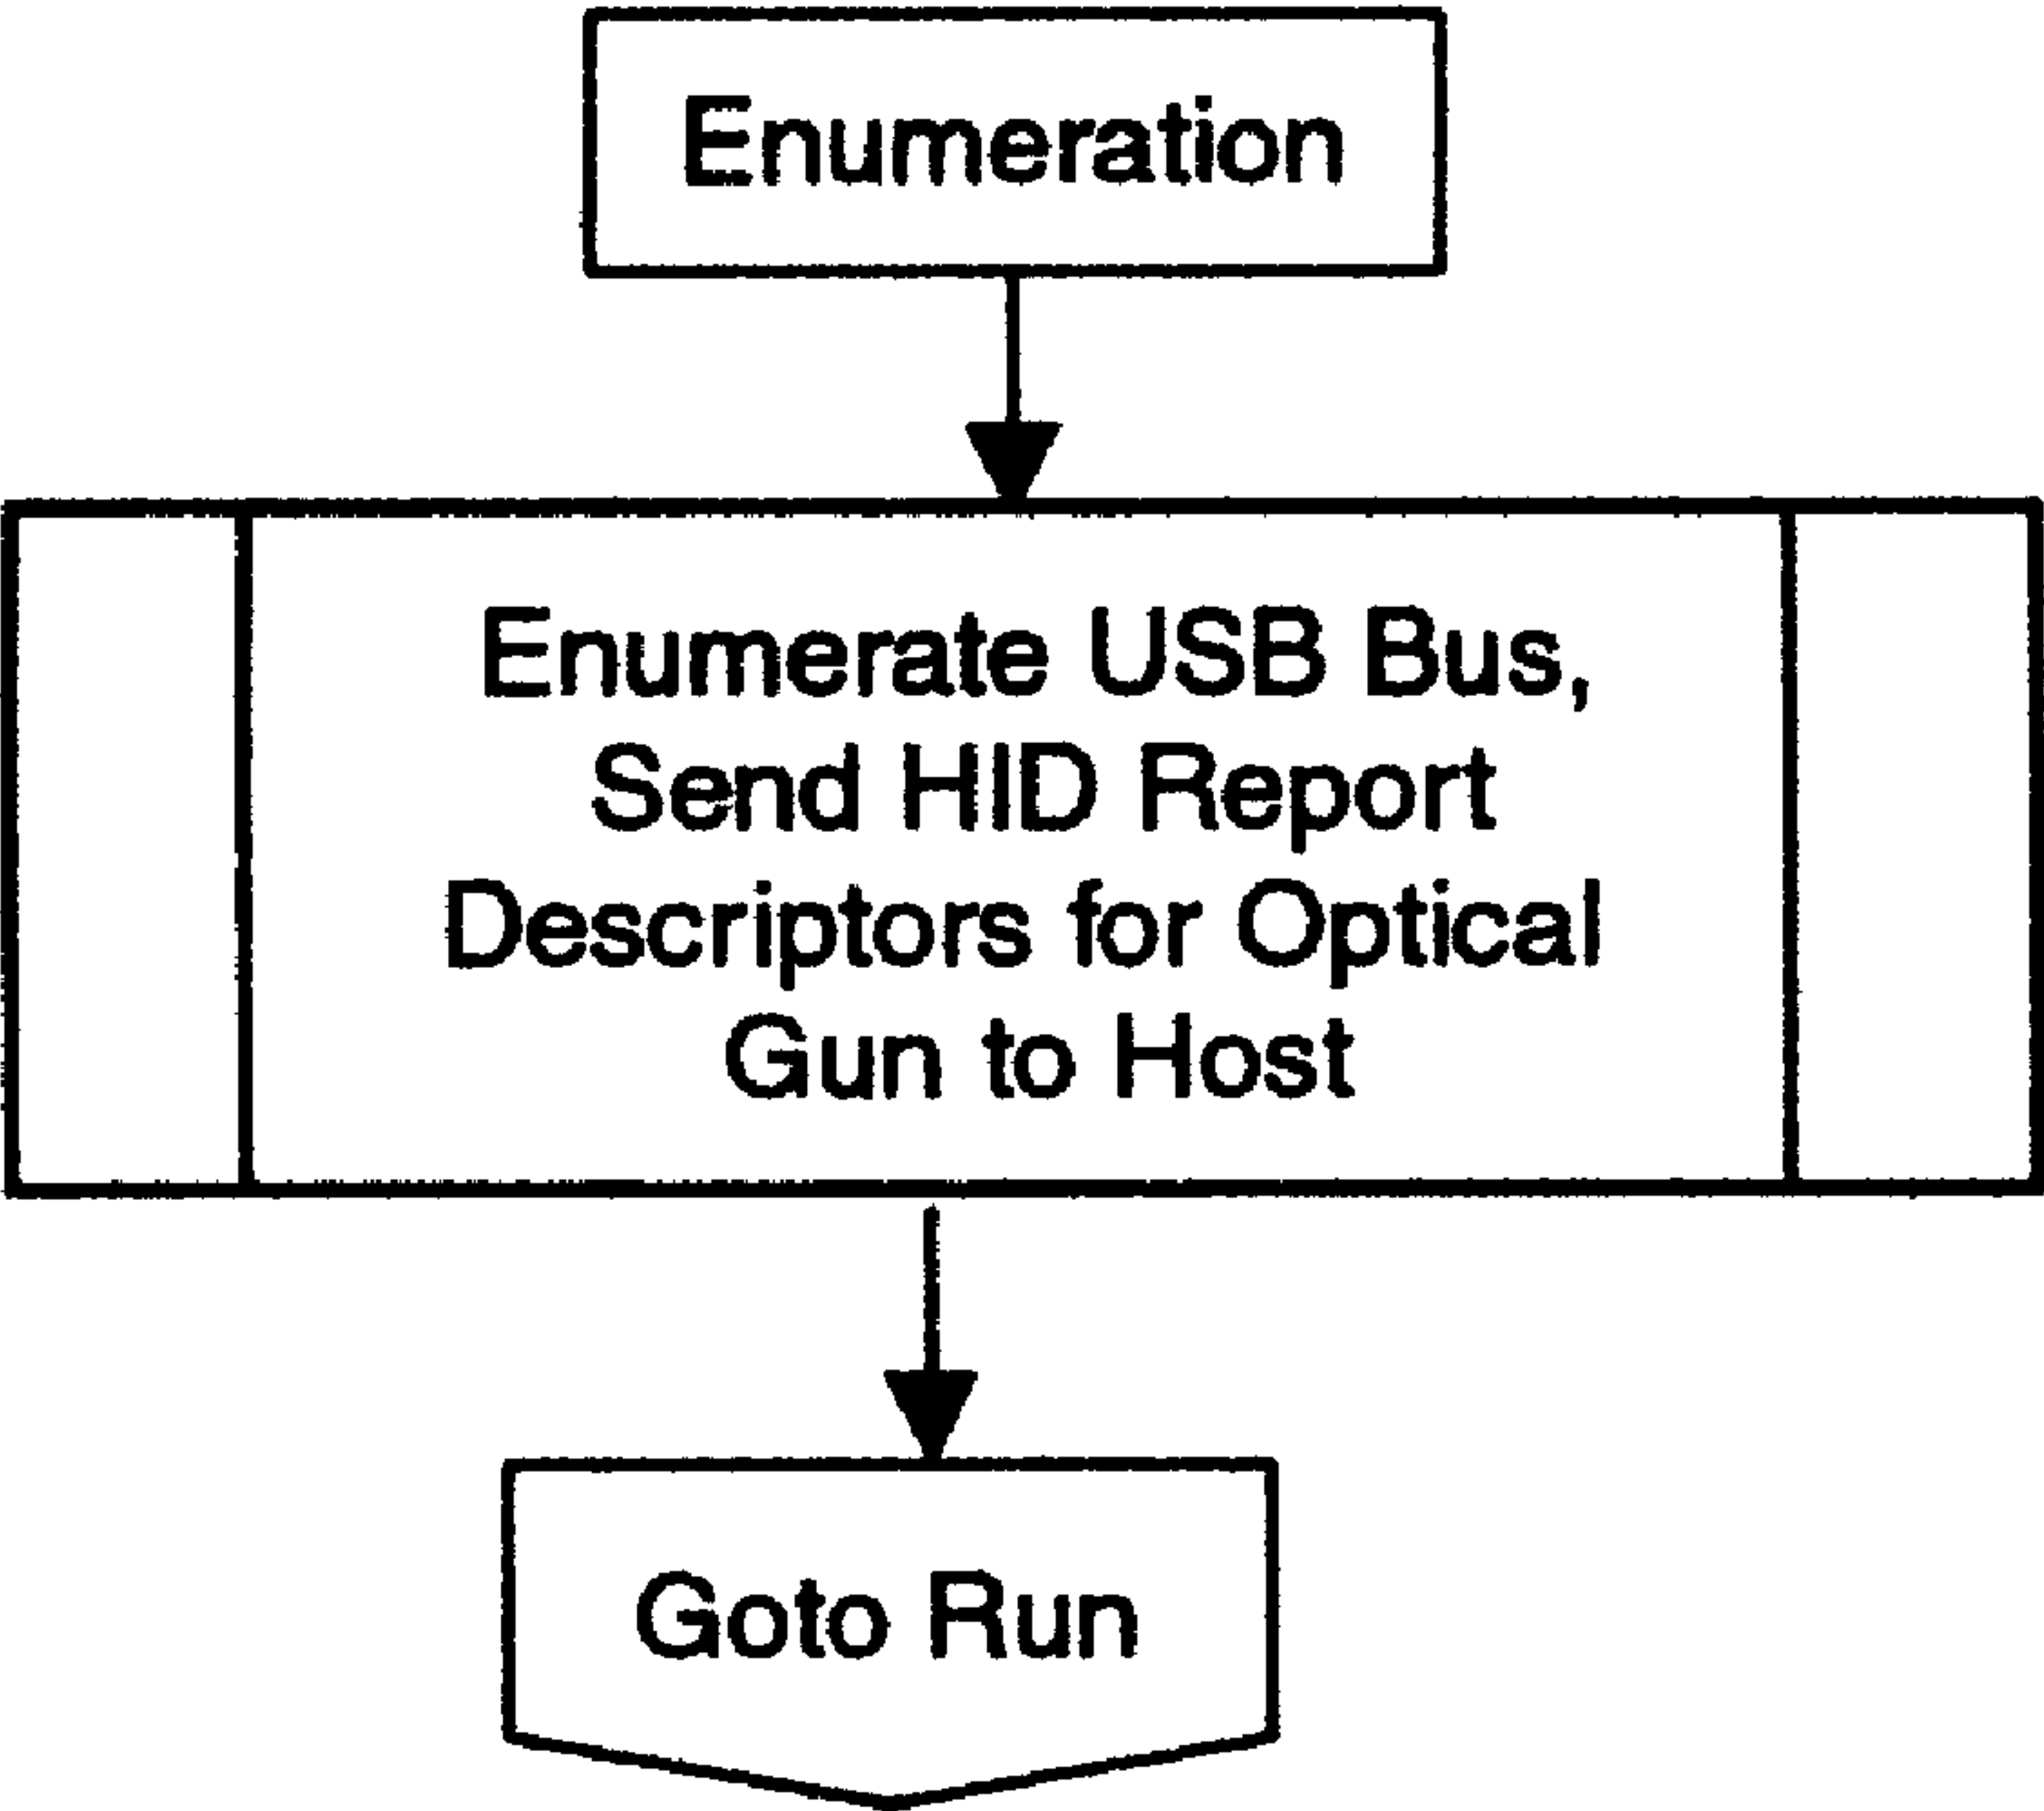 Enumeration
Enumerate USB Bus,
Send HID Report
Descriptors for Optical
Gun to Host
Goto Run